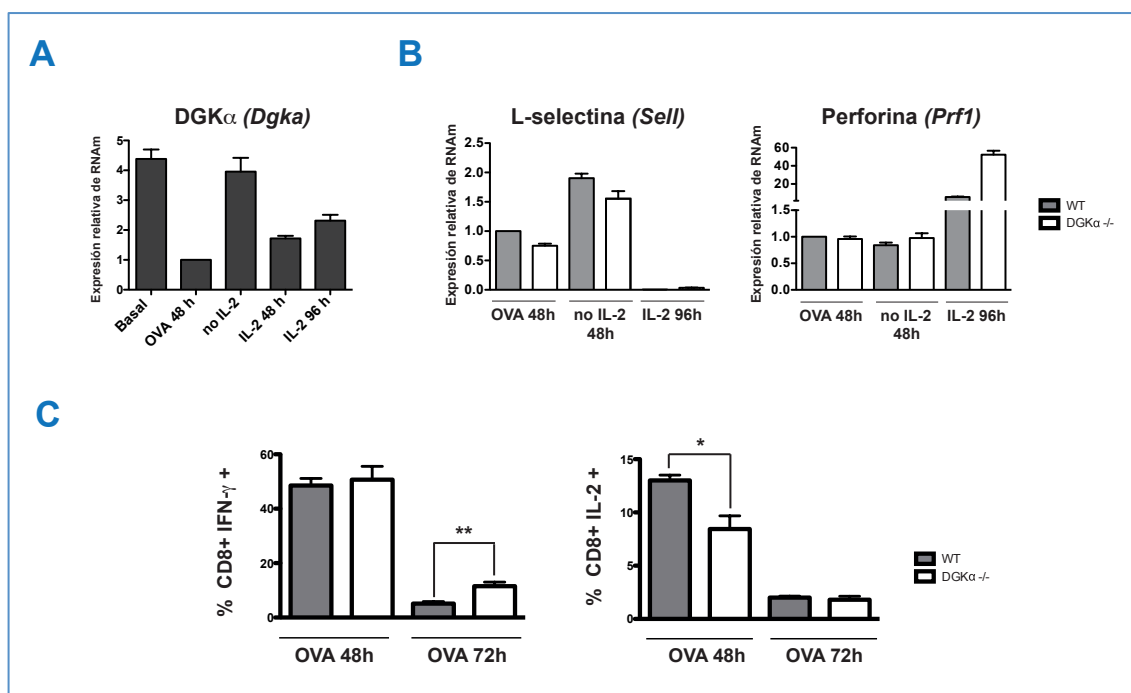 A
DGKα (Dgka)
Expresión relativa de RNAm
5
4
3
2
1
0
Basal
OVA 48 h
no IL-2
IL-2 48 h
IL-2 96 h
B
L-selectina (Sell)
Expresión relativa de RNAm
2.5
2.0
1.5
1.0
0.5
0.0
OVA 48h
no IL-2
48h
IL-2 96h
Perforina (Prf1)
Expresión relativa de RNAm
60
40
20
1.5
1.0
0.5
0.0
OVA 48h
no IL-2
48h
IL-2 96h
WT
DGKα -/-
C
% CD8+ IFN-γ +
60
40
20
0
**
OVA 48h
OVA 72h
% CD8+ IL-2 +
15
10
5
0
*
OVA 48h
OVA 72h
WT
DGKα -/-